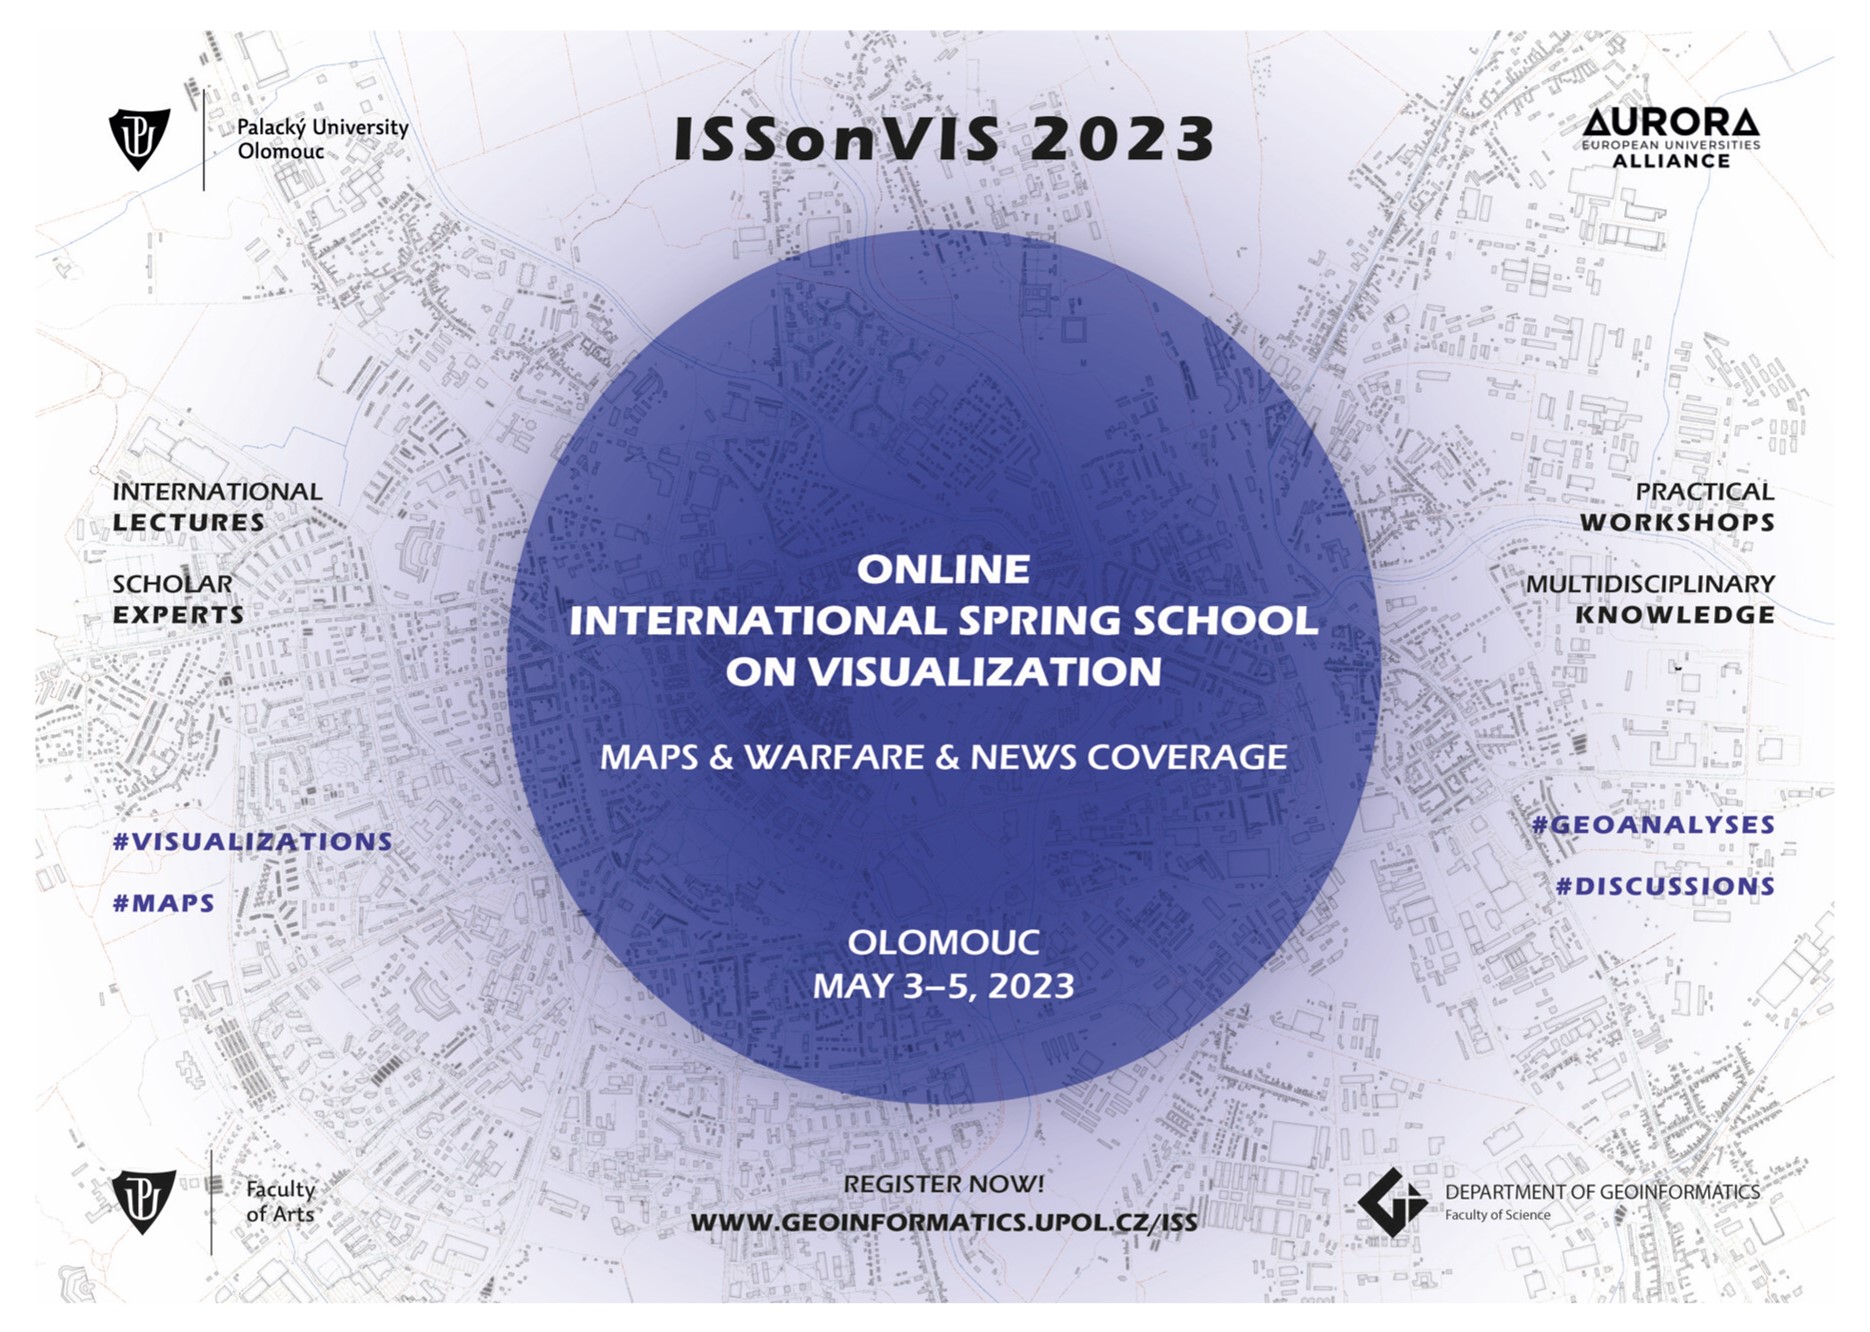 Palacký University
Olomouc
ISSonVIS 2023
AURORA
EUROPEAN UNIVERSITIES
ALLIANCE
INTERNATIONAL
LECTURES
SCHOLAR
EXPERTS
PRACTICAL
WORKSHOPS
MULTIDISCIPLINARY
KNOWLEDGE
ONLINE
INTERNATIONAL SPRING SCHOOL
ON VISUALIZATION
MAPS & WARFARE & NEWS COVERAGE
#VISUALIZATIONS
#MAPS
#GEOANALYSES
#DISCUSSIONS
OLOMOUC
MAY 3–5, 2023
Faculty
of Arts
REGISTER NOW!
WWW.GEOINFORMATICS.UPOL.CZ/ISS
DEPARTMENT OF GEOINFORMATICS
Faculty of Science